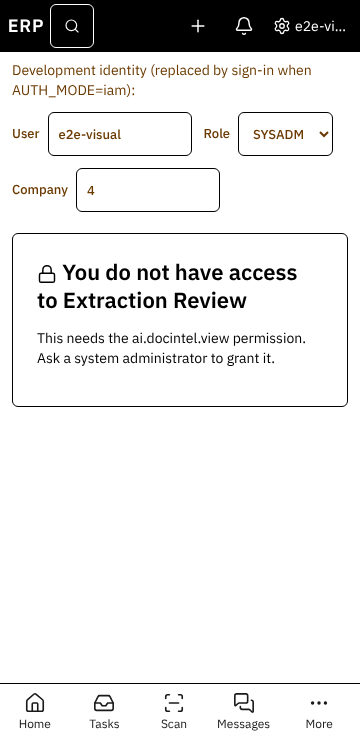 ERP
e2e-vi...
Development identity (replaced by sign-in when
AUTH_MODE=iam):
User e2e-visual Role SYSADM
Company 4
You do not have access
to Extraction Review
This needs the ai.docintel.view permission.
Ask a system administrator to grant it.
Home Tasks Scan Messages More